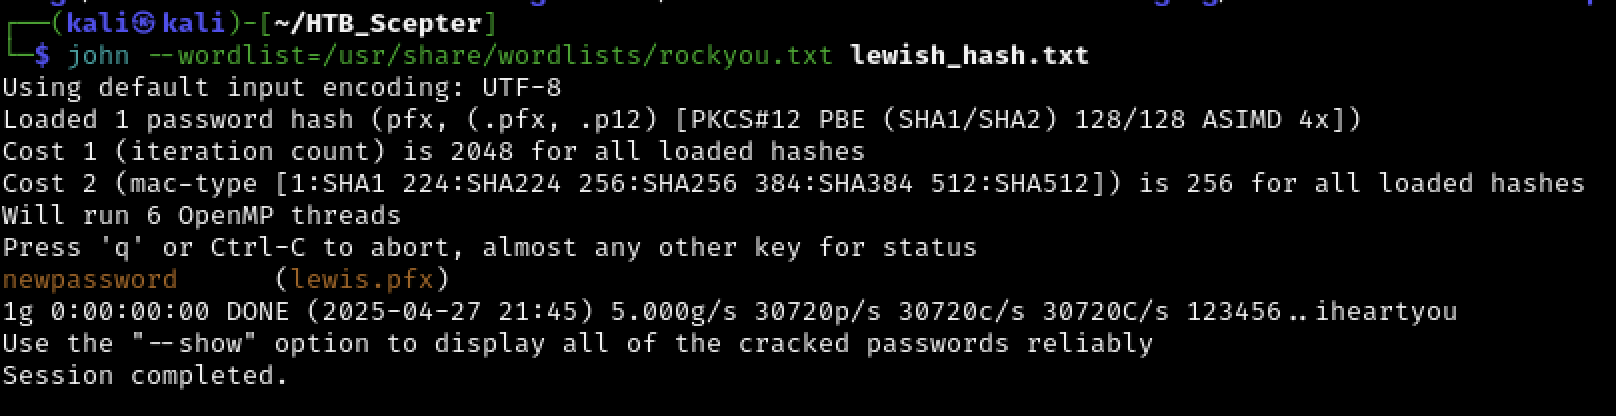 ┌──(kali㉿kali)-[~/HTB_Scepter]
└─$ john --wordlist=/usr/share/wordlists/rockyou.txt lewish_hash.txt
Using default input encoding: UTF-8
Loaded 1 password hash (pfx, (.pfx, .p12) [PKCS#12 PBE (SHA1/SHA2) 128/128 ASIMD 4x])
Cost 1 (iteration count) is 2048 for all loaded hashes
Cost 2 (mac-type [1:SHA1 224:SHA224 256:SHA256 384:SHA384 512:SHA512]) is 256 for all loaded hashes
Will run 6 OpenMP threads
Press 'q' or Ctrl-C to abort, almost any other key for status
newpassword      (lewis.pfx)
1g 0:00:00:00 DONE (2025-04-27 21:45) 5.000g/s 30720p/s 30720c/s 30720C/s 123456..iheartyou
Use the "--show" option to display all of the cracked passwords reliably
Session completed.